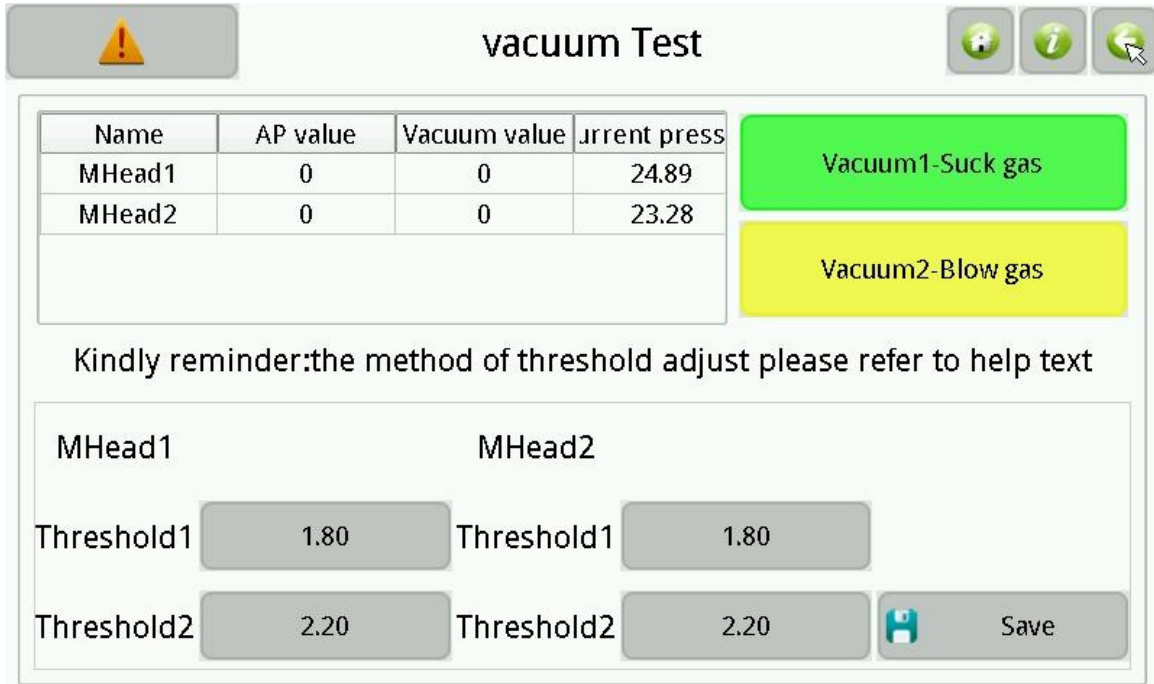 vacuum Test
Name AP value Vacuum value urrent press
MHead1 0 0 24.89
MHead2 0 0 23.28
Vacuum1-Suck gas
Vacuum2-Blow gas
Kindly reminder:the method of threshold adjust please refer to help text
MHead1 MHead2
Threshold1 1.80 Threshold1 1.80
Threshold2 2.20 Threshold2 2.20 Save